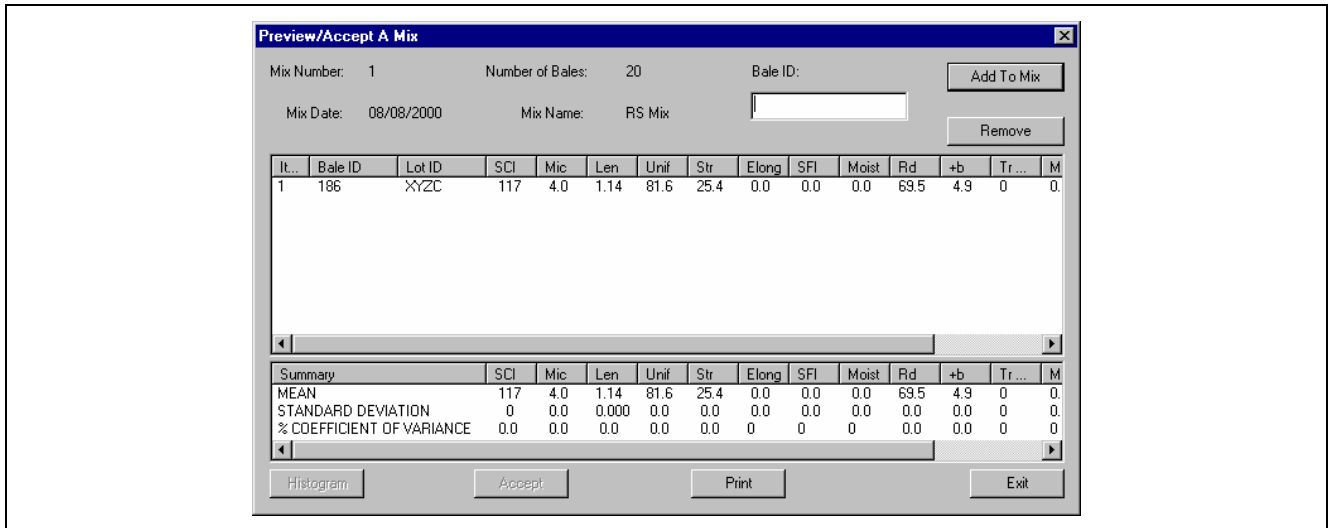 Preview/Accept A Mix
Mix Number: 1 Number of Bales: 20 Bale ID: Add To Mix
Mix Date: 08/08/2000 Mix Name: RS Mix
Remove
It... Bale ID Lot ID SCI Mic Len Unif Str Elong SFI Moist Rd +b Tr... M
1 186 XYZC 117 4.0 1.14 81.6 25.4 0.0 0.0 0.0 69.5 4.9 0 0.
Summary SCI Mic Len Unif Str Elong SFI Moist Rd +b Tr... M
MEAN 117 4.0 1.14 81.6 25.4 0.0 0.0 0.0 69.5 4.9 0 0.
STANDARD DEVIATION 0 0.0 0.000 0.0 0.0 0.0 0.0 0.0 0.0 0.0 0 0.
% COEFFICIENT OF VARIANCE 0.0 0.0 0.0 0.0 0.0 0 0 0 0.0 0.0 0 0
Histogram Accept Print Exit